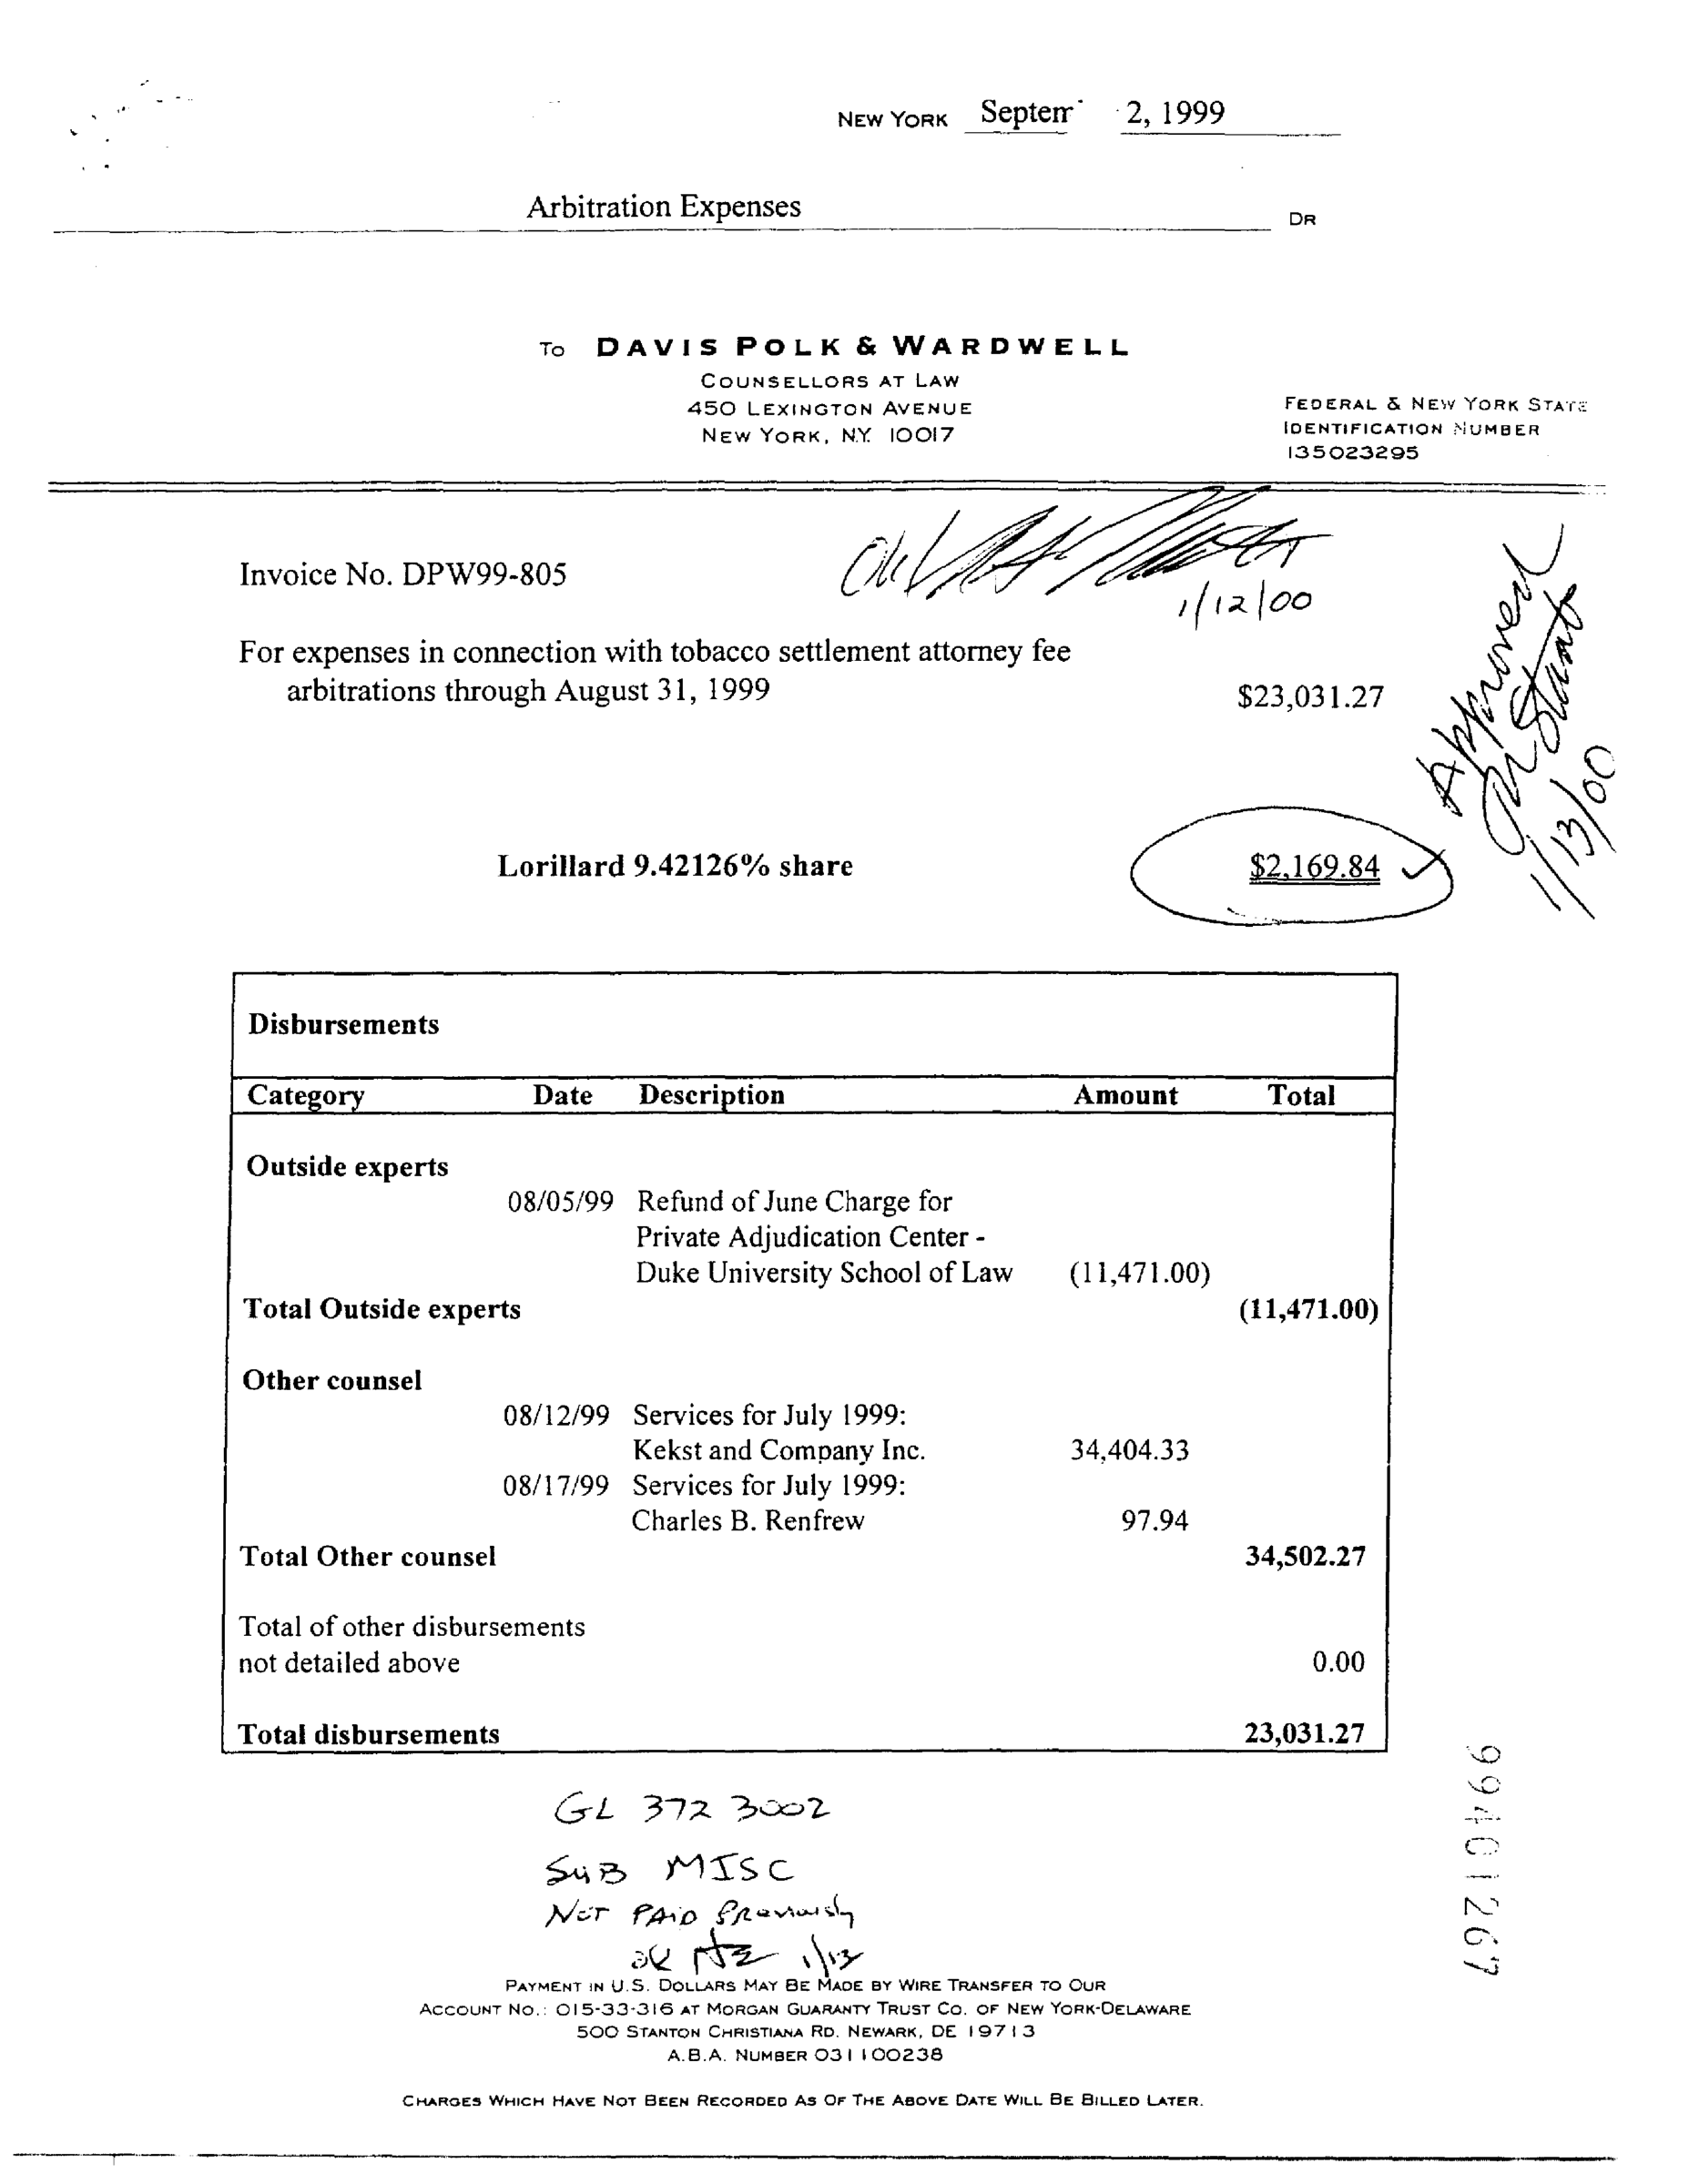 NEW YORK 2, 1999
Arbitration Expenses
DR
TO DAVIS POLK & WARDWELL
COUNSELLORS AT LAW
450 LEXINGTON AVENUE
NEW YORK, N.Y. 10017
FEDERAL & NEW YORK STATE
IDENTIFICATION NUMBER
135023295
Invoice No. DPW99-805
1/12/00
For expenses in connection with tobacco settlement attorney fee
arbitrations through August 31, 1999 $23,031.27
Approved
1/13/00
Lorillard 9.42126% share $2,169.84
Disbursements
Category Date Description Amount Total
Outside experts
08/05/99 Refund of June Charge for
Private Adjudication Center -
Duke University School of Law (11,471.00)
Total Outside experts (11,471.00)
Other counsel
08/12/99 Services for July 1999:
Kekst and Company Inc. 34,404.33
08/17/99 Services for July 1999:
Charles B. Renfrew 97.94
Total Other counsel 34,502.27
Total of other disbursements
not detailed above 0.00
Total disbursements 23,031.27
GL 372 3002
SUB MISC
NOT PAID PREVIOUSLY
OK 1/13
PAYMENT IN U.S. DOLLARS MAY BE MADE BY WIRE TRANSFER TO OUR
ACCOUNT NO.: 015-33-316 AT MORGAN GUARANTY TRUST CO. OF NEW YORK-DELAWARE
500 STANTON CHRISTIANA RD. NEWARK, DE 19713
A.B.A. NUMBER 031100238
CHARGES WHICH HAVE NOT BEEN RECORDED AS OF THE ABOVE DATE WILL BE BILLED LATER.
99401267